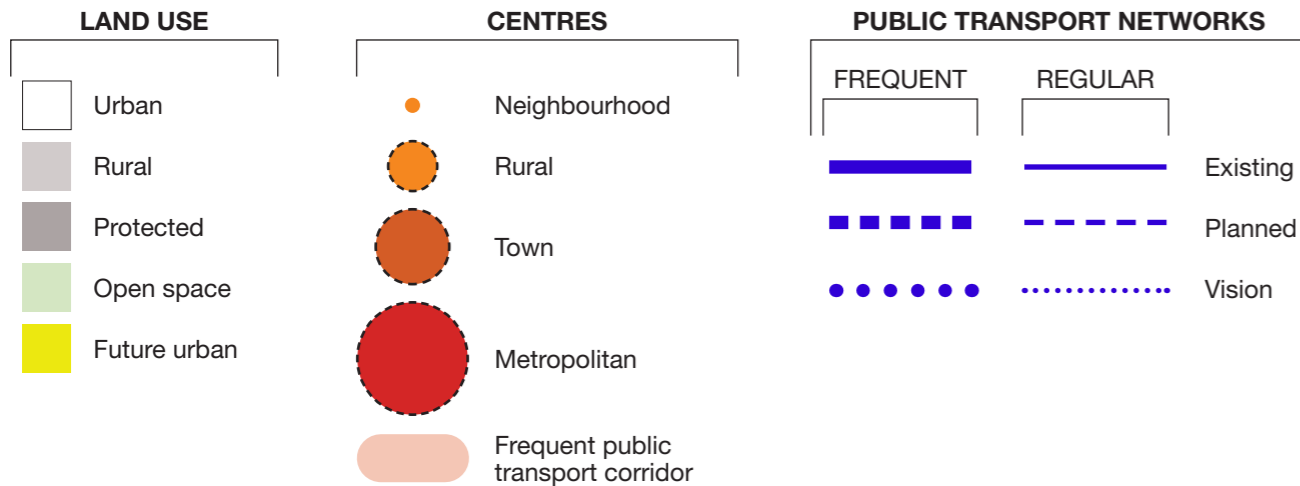 LAND USE
Urban
Rural
Protected
Open space
Future urban
CENTRES
Neighbourhood
Rural
Town
Metropolitan
Frequent public
transport corridor
PUBLIC TRANSPORT NETWORKS
FREQUENT
REGULAR
Existing
Planned
Vision